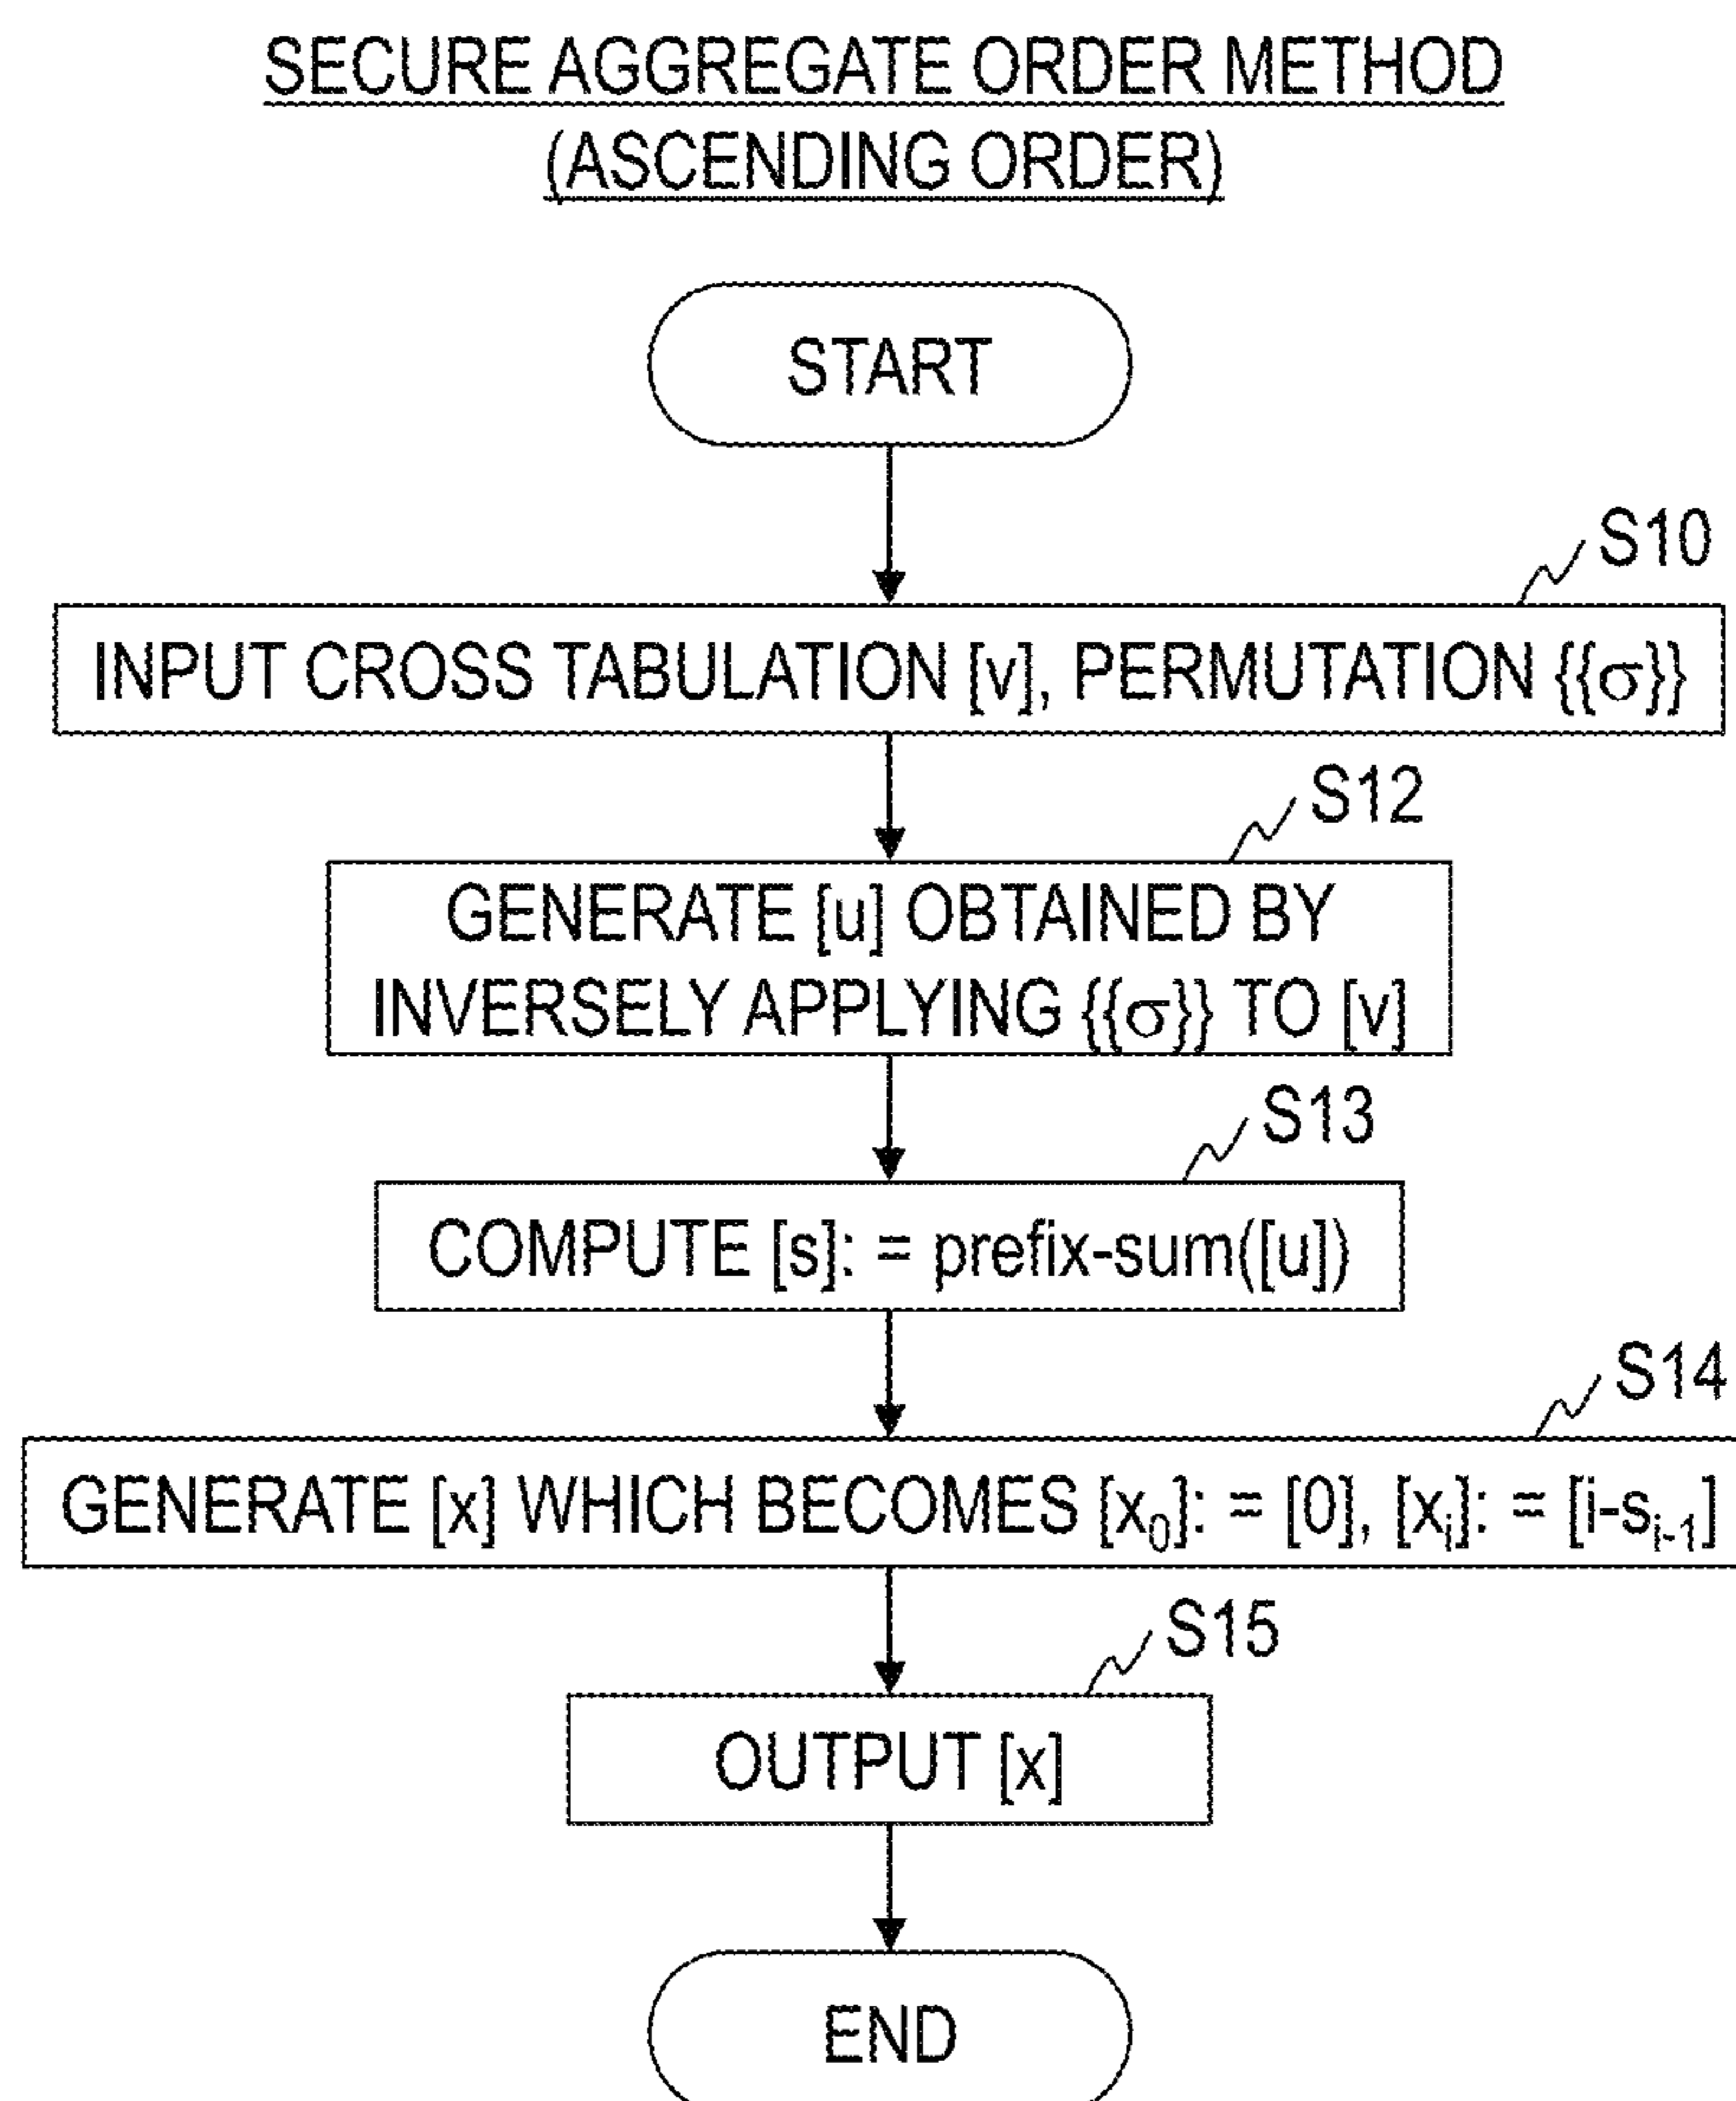 SECURE AGGREGATE ORDER METHOD
(ASCENDING ORDER)
START
S10
INPUT CROSS TABULATION [v], PERMUTATION {{σ}}
S12
GENERATE [u] OBTAINED BY
INVERSELY APPLYING {{σ}} TO [v]
S13
COMPUTE [s]: = prefix-sum([u])
S14
GENERATE [x] WHICH BECOMES [x₀]: = [0], [xᵢ]: = [i-sᵢ₋₁]
S15
OUTPUT [x]
END